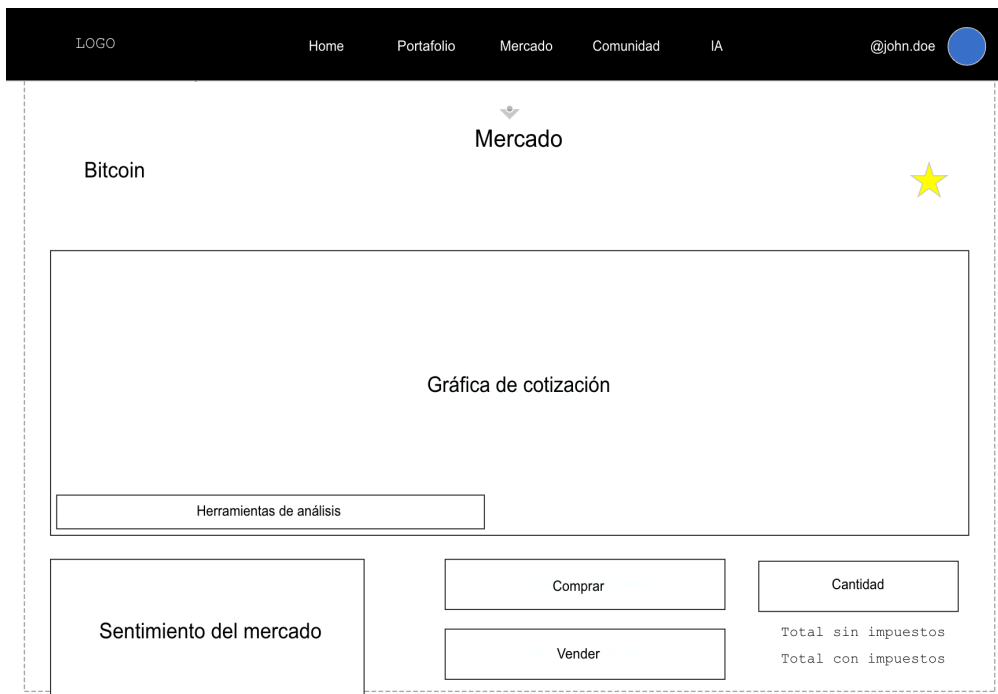 LOGO
Home
Portafolio
Mercado
Comunidad
IA
@john.doe
Mercado
Bitcoin
Gráfica de cotización
Herramientas de análisis
Sentimiento del mercado
Comprar
Cantidad
Vender
Total sin impuestos
Total con impuestos